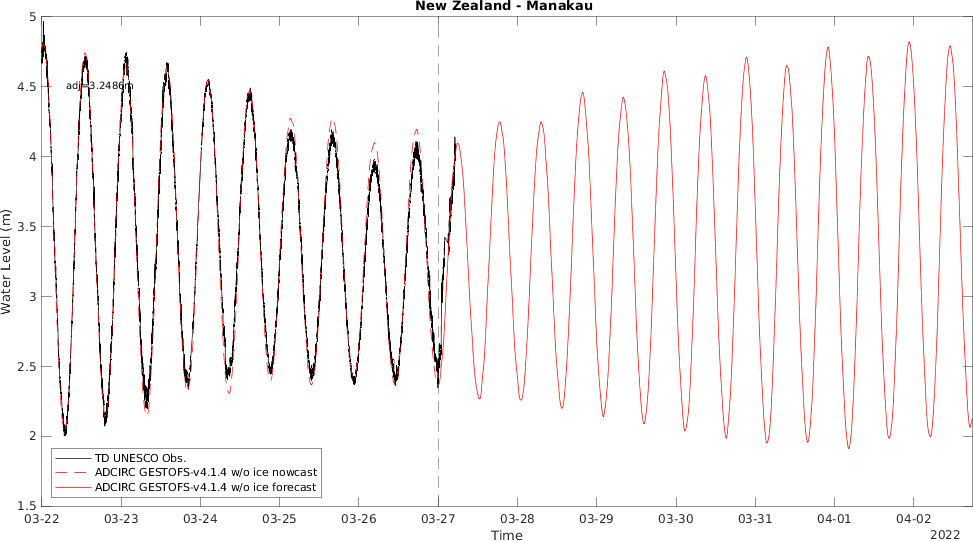 New Zealand - Manakau
5
4.5
4
3.5
3
2.5
2
1.5
Water Level (m)
adj=3.2486m
TD UNESCO Obs.
ADCIRC GESTOFS-v4.1.4 w/o ice nowcast
ADCIRC GESTOFS-v4.1.4 w/o ice forecast
03-22 03-23 03-24 03-25 03-26 03-27 03-28 03-29 03-30 03-31 04-01 04-02
Time
2022